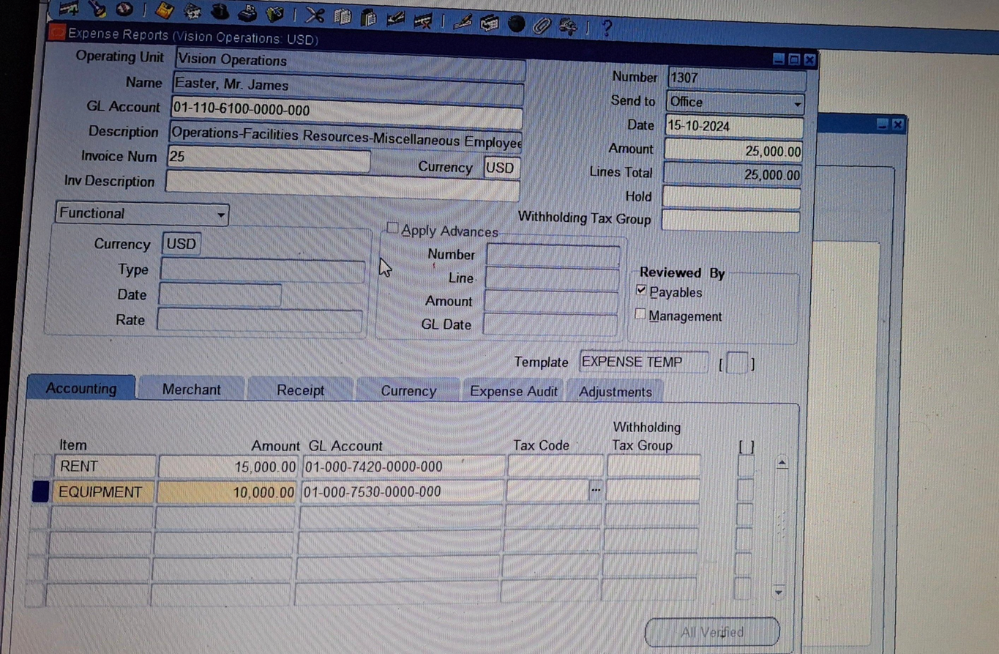 Expense Reports (Vision Operations: USD)
Operating Unit Vision Operations
Name Easter, Mr. James
GL Account 01-110-6100-0000-000
Description Operations-Facilities Resources-Miscellaneous Employee
Invoice Num 25 Currency USD
Inv Description
Number 1307
Send to Office
Date 15-10-2024
Amount 25,000.00
Lines Total 25,000.00
Hold
Withholding Tax Group
Functional
Currency USD
Type
Date
Rate
Apply Advances
Number
Line
Amount
GL Date
Reviewed By
Payables
Management
Template EXPENSE TEMP [ ]
Accounting Merchant Receipt Currency Expense Audit Adjustments
Item Amount GL Account Tax Code Withholding Tax Group [ ]
RENT 15,000.00 01-000-7420-0000-000
EQUIPMENT 10,000.00 01-000-7530-0000-000 ...
All Verified